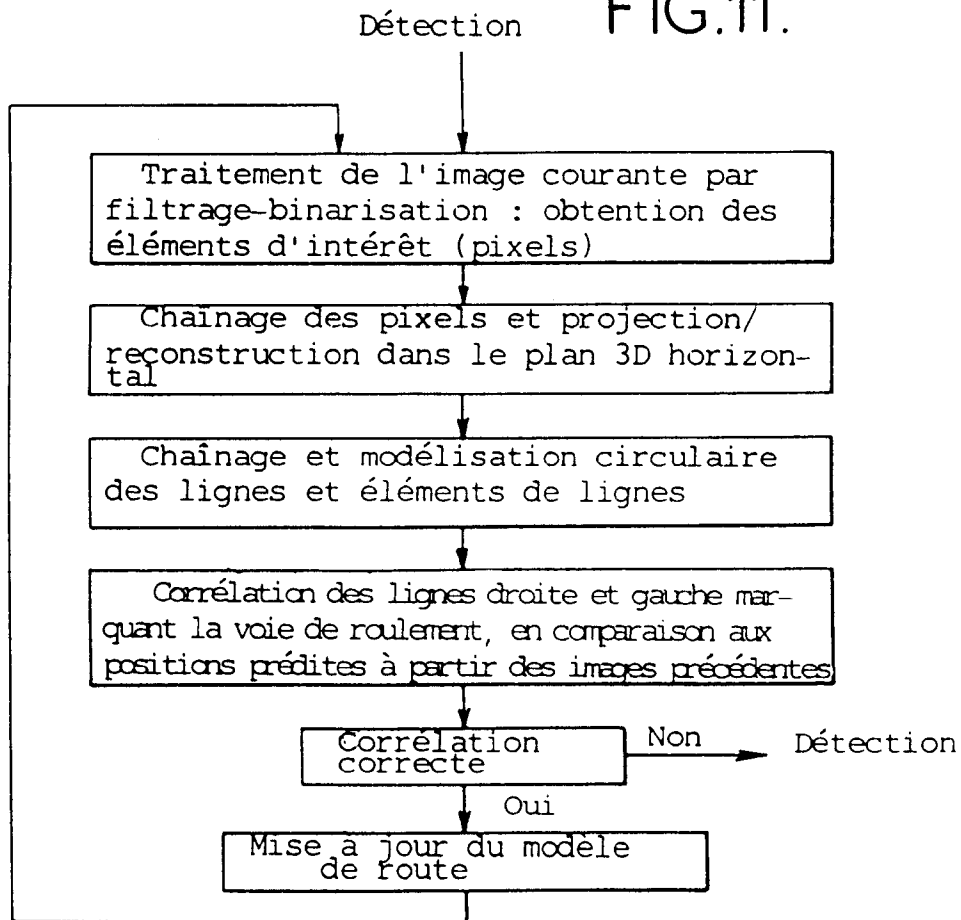 Détection
FIG.11.
Traitement de l'image courante par
filtrage-binarisation : obtention des
éléments d'intérêt (pixels)
Chaînage des pixels et projection/
reconstruction dans le plan 3D horizon-
tal
Chaînage et modélisation circulaire
des lignes et éléments de lignes
Corrélation des lignes droite et gauche mar-
quant la voie de roulement, en comparaison aux
positions prédites à partir des images précédentes
Corrélation
correcte
Non
Détection
Oui
Mise à jour du modèle
de route